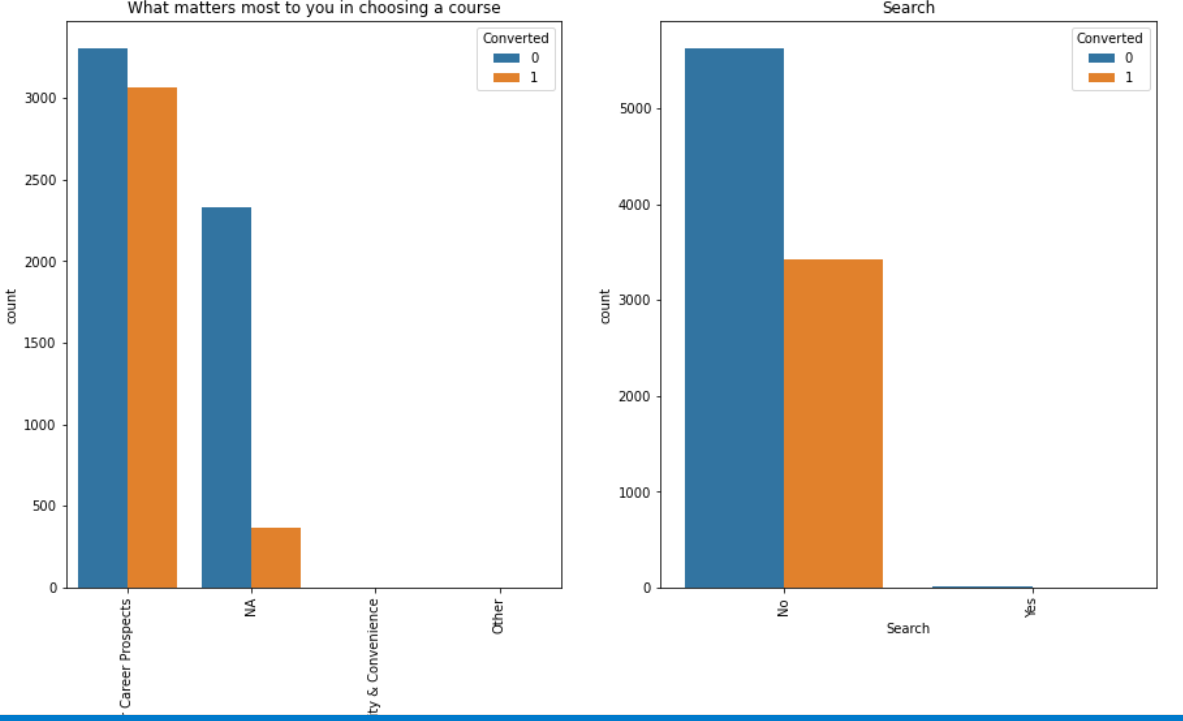 What matters most to you in choosing a course
Converted
0
1
3000
2500
2000
1500
1000
500
0
count
Career Prospects
NA
ity & Convenience
Other
Search
Converted
0
1
5000
4000
3000
2000
1000
0
count
No
Yes
Search